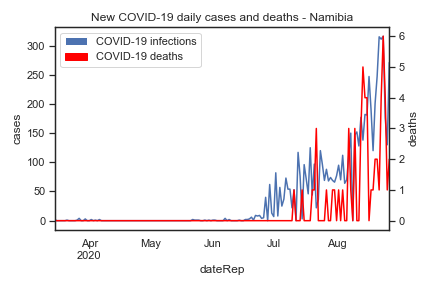 New COVID-19 daily cases and deaths - Namibia
COVID-19 infections
COVID-19 deaths
cases
300
250
200
150
100
50
0
deaths
6
5
4
3
2
1
0
Apr
2020
May
Jun
Jul
Aug
dateRep